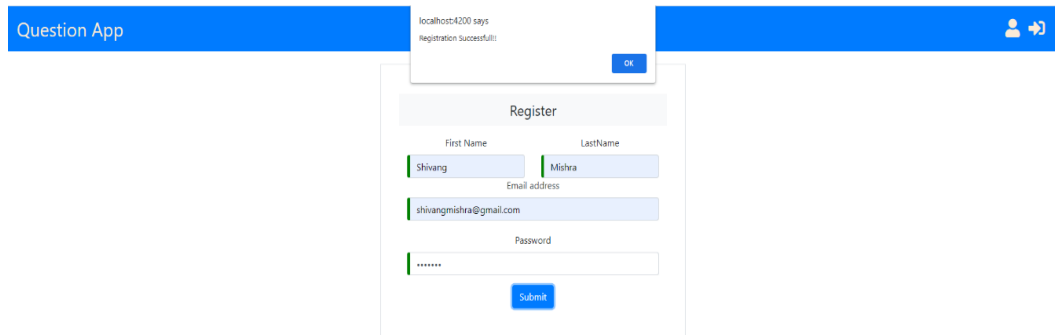 Question App
localhost:4200 says
Registration Successfull!!
OK
Register
First Name LastName
Shivang Mishra
Email address
shivangmishra@gmail.com
Password
•••••••
Submit